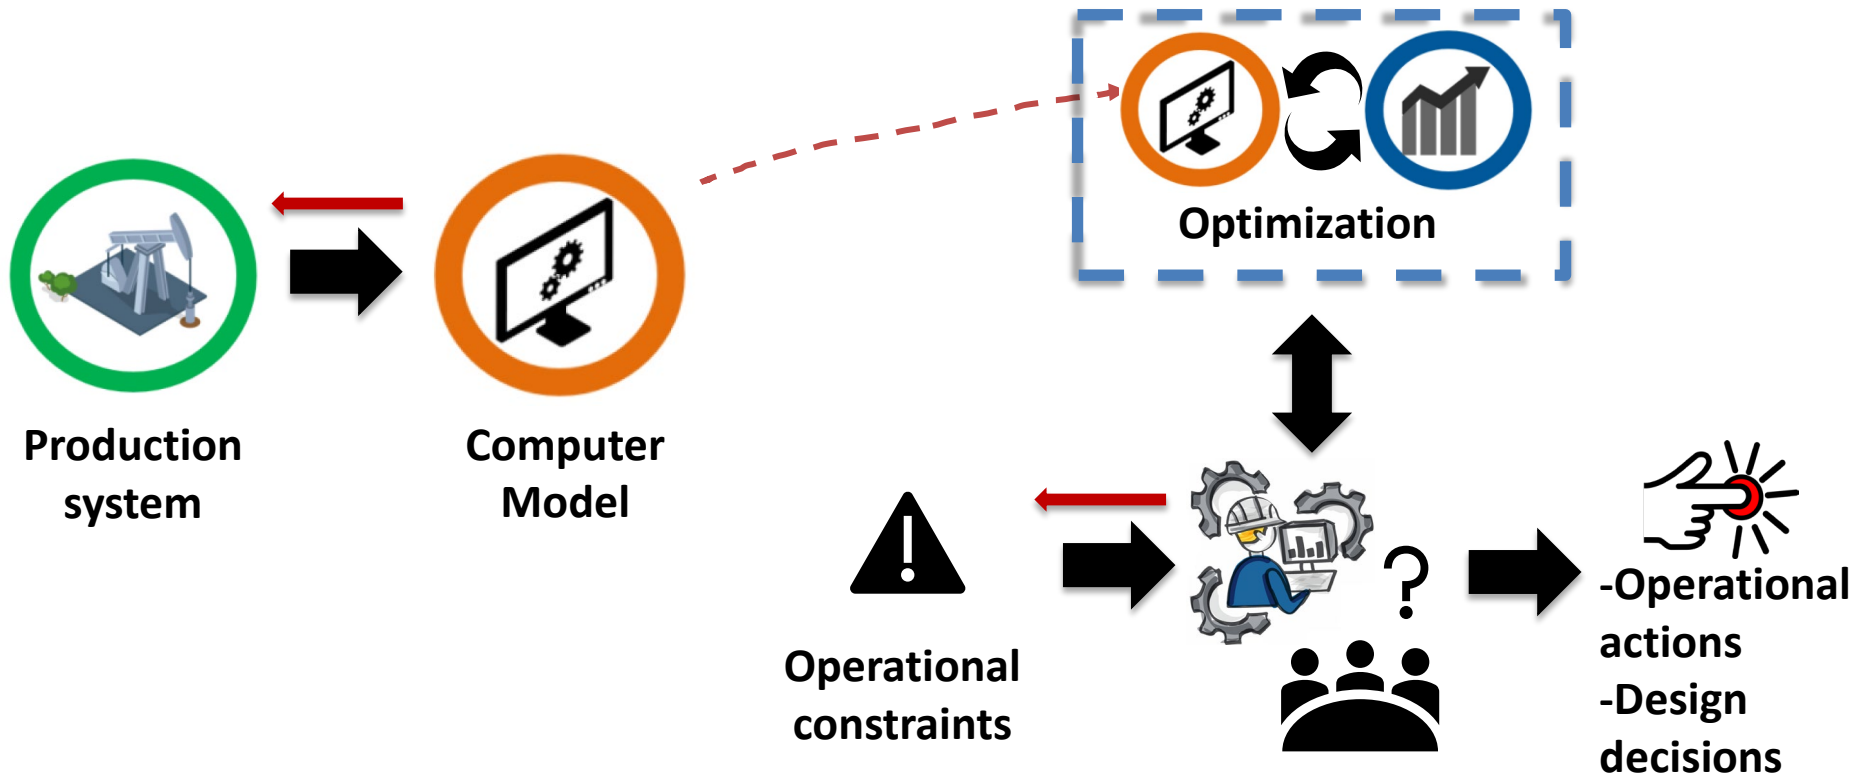 Optimization
Production
system
Computer
Model
Operational
constraints
?
-Operational
actions
-Design
decisions